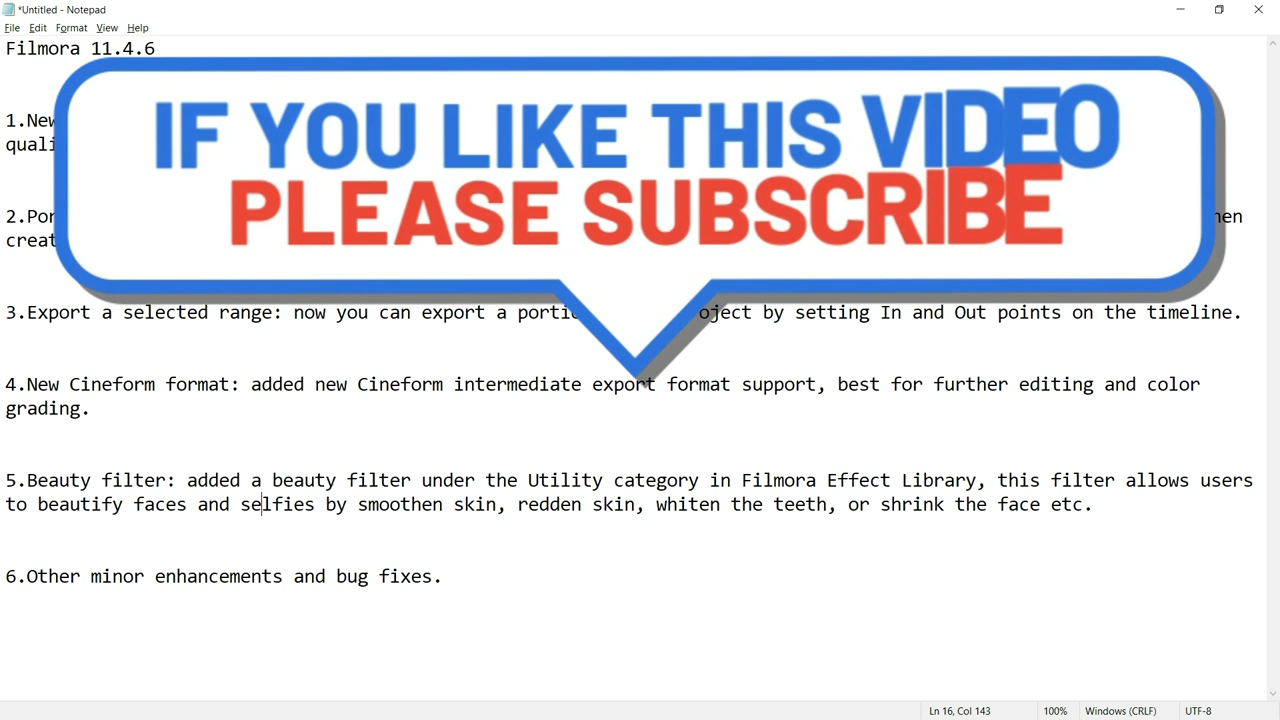 *Untitled - Notepad
File Edit Format View Help
Filmora 11.4.6
IF YOU LIKE THIS VIDEO
PLEASE SUBSCRIBE
1.New
3.Export a selected range: now you can export a oject by setting In and Out points on the timeline.
4.New Cineform format: added new Cineform intermediate export format support, best for further editing and color
grading.
5.Beauty filter: added a beauty filter under the Utility category in Filmora Effect Library, this filter allows users
to beautify faces and selfies by smoothen skin, redden skin, whiten the teeth, or shrink the face etc.
6.Other minor enhancements and bug fixes.
Ln 16, Col 143 100% Windows (CRLF) UTF-8